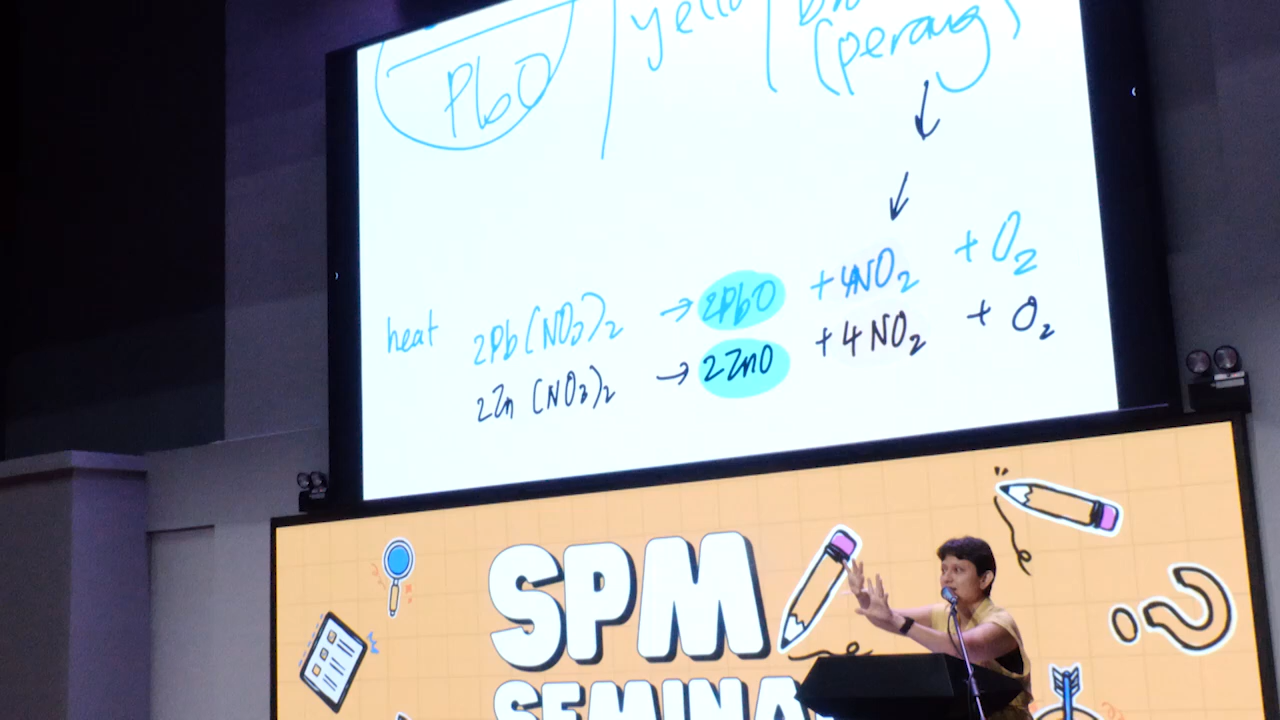 PbO
(perang)
heat 2Pb(NO3)2 → 2PbO + 4NO2 + O2
2Zn (NO3)2 → 2ZnO + 4NO2 + O2
SPM